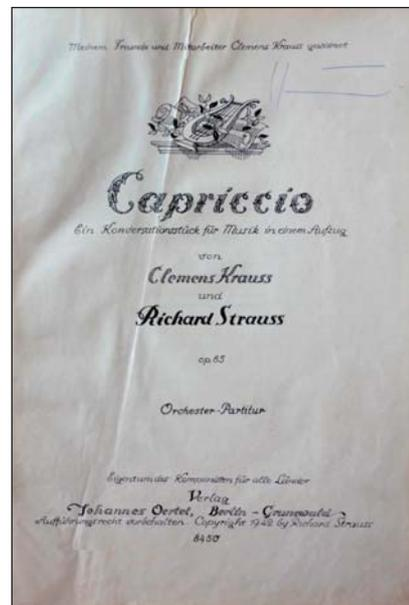 Meinem Freunde und Mitarbeiter Clemens Krauss gewidmet
Capriccio
Ein Konversationsstück für Musik in einem Aufzug
von
Clemens Krauss
und
Richard Strauss
op. 85
Orchester-Partitur
Eigentum des Komponisten für alle Länder
Verlag
Johannes Oertel, Berlin - Grunewald
Aufführungsrecht vorbehalten. Copyright 1942 by Richard Strauss
8450